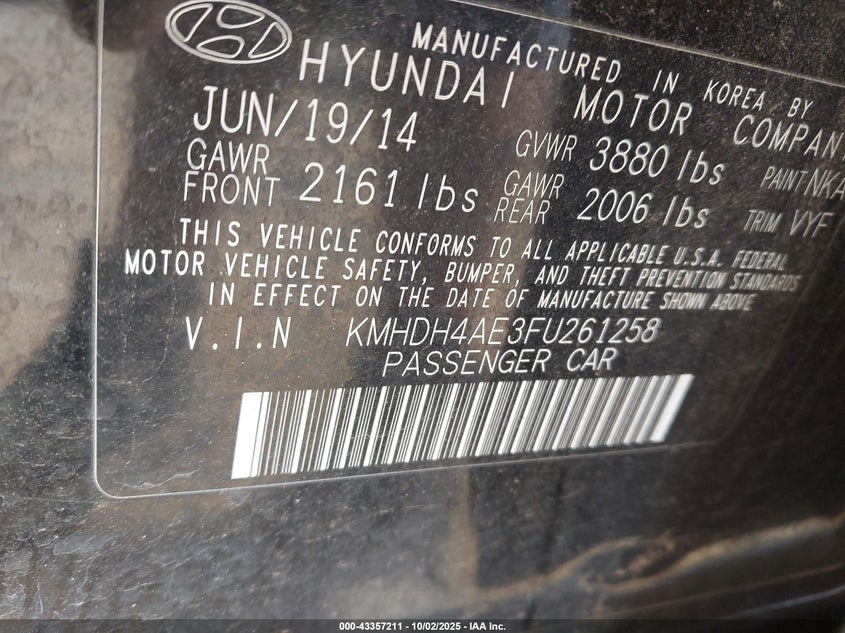 MANUFACTURED IN KOREA BY
HYUNDAI MOTOR COMPANY
JUN/19/14 GVWR 3880 lbs PAINT NKA
GAWR FRONT 2161 lbs GAWR REAR 2006 lbs TRIM VYF
THIS VEHICLE CONFORMS TO ALL APPLICABLE U.S.A. FEDERAL
MOTOR VEHICLE SAFETY, BUMPER, AND THEFT PREVENTION STANDARDS
IN EFFECT ON THE DATE OF MANUFACTURE SHOWN ABOVE
V.I.N KMHDH4AE3FU261258
PASSENGER CAR
000-43357211 - 10/02/2025 - IAA Inc.